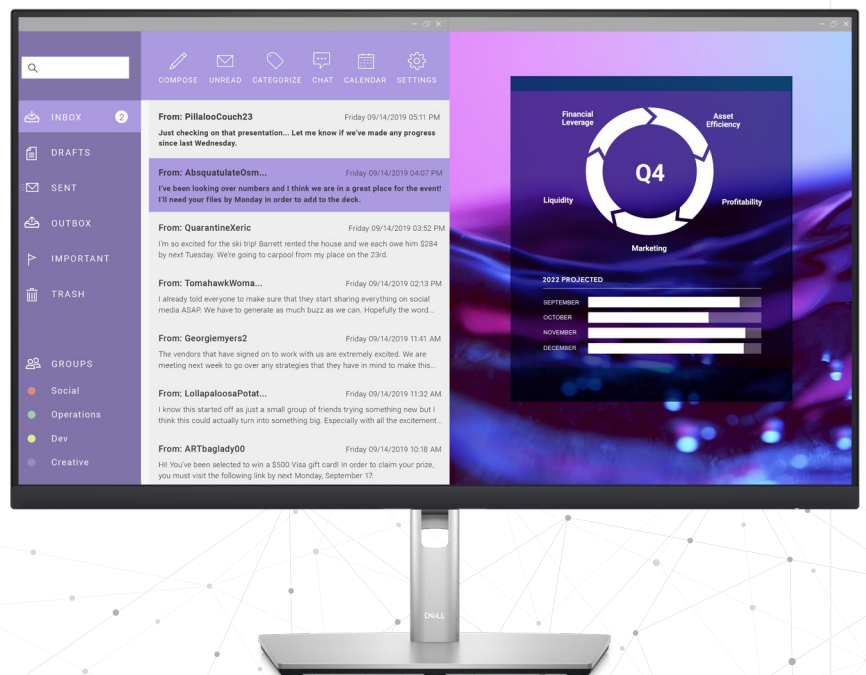 COMPOSE UNREAD CATEGORIZE CHAT CALENDAR SETTINGS
INBOX 2
DRAFTS
SENT
OUTBOX
IMPORTANT
TRASH
GROUPS
Social
Operations
Dev
Creative
From: PillalooCouch23 Friday 09/14/2019 05:11 PM
Just checking on that presentation... Let me know if we've made any progress
since last Wednesday.
From: AbsquatulateOsm... Friday 09/14/2019 04:07 PM
I've been looking over numbers and I think we are in a great place for the event!
I'll need your files by Monday in order to add to the deck.
From: QuarantineXeric Friday 09/14/2019 03:52 PM
I'm so excited for the ski trip! Barrett rented the house and we each owe him $284
by next Tuesday. We're going to carpool from my place on the 23rd.
From: TomahawkWoma... Friday 09/14/2019 02:13 PM
I already told everyone to make sure that they start sharing everything on social
media ASAP. We have to generate as much buzz as we can. Hopefully the word...
From: Georgiemyers2 Friday 09/14/2019 11:41 AM
The vendors that have signed on to work with us are extremely excited. We are
meeting next week to go over any strategies that they have in mind to make this...
From: LollapaloosaPotat... Friday 09/14/2019 11:32 AM
I know this started off as just a small group of friends trying something new but I
think this could actually turn into something big. Especially with all the excitement...
From: ARTbaglady00 Friday 09/14/2019 10:18 AM
Hi! You've been selected to win a $500 Visa gift card! In order to claim your prize,
you must visit the following link by next Monday, September 17.
Financial
Leverage
Asset
Efficiency
Q4
Liquidity
Profitability
Marketing
2022 PROJECTED
SEPTEMBER
OCTOBER
NOVEMBER
DECEMBER
DELL